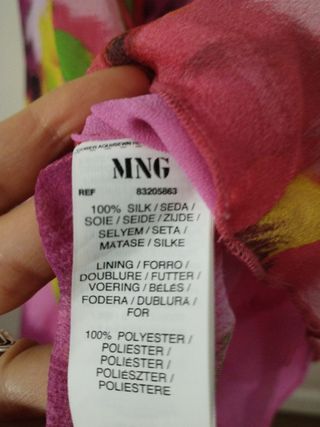 MNG
REF 83205863
100% SILK / SEDA /
SOIE / SEIDE / ZIJDE /
SELYEM / SETA /
MATASE / SILKE
LINING / FORRO /
DOUBLURE / FUTTER /
VOERING / BÉLÉS /
FODERA / DUBLURA /
FOR
100% POLYESTER /
POLIESTER /
POLIÉSTER /
POLIÉSZTER /
POLIESTERE